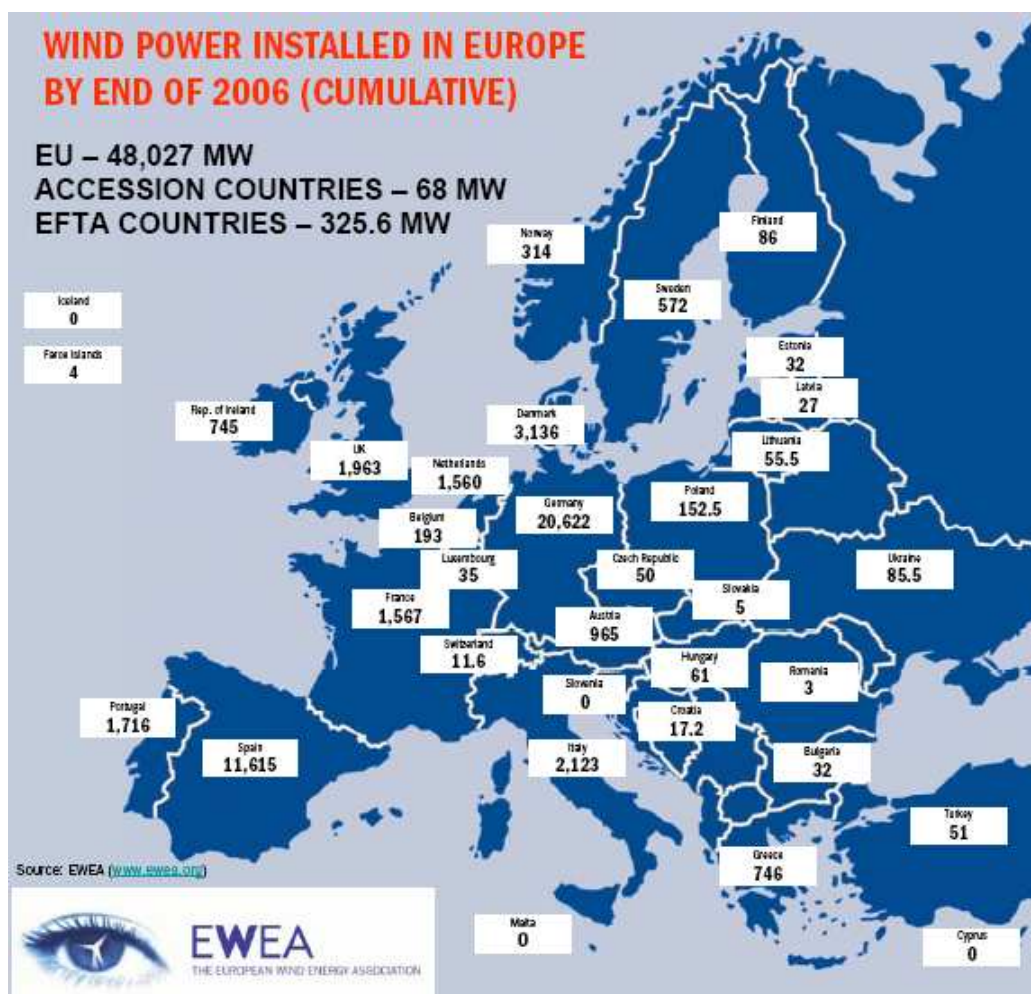 WIND POWER INSTALLED IN EUROPE
BY END OF 2006 (CUMULATIVE)
EU – 48,027 MW
ACCESSION COUNTRIES – 68 MW
EFTA COUNTRIES – 325.6 MW
Finland
86
Norway
314
Sweden
572
Iceland
0
Faroe Islands
4
Estonia
32
Latvia
27
Rep. of Ireland
745
Denmark
3,136
Lithuania
55.5
UK
1,963
Netherlands
1,560
Germany
20,622
Poland
152.5
Belgium
193
Luxembourg
35
Czech Republic
50
Ukraine
85.5
Slovakia
5
France
1,567
Austria
965
Switzerland
11.6
Hungary
61
Romania
3
Slovenia
0
Portugal
1,716
Croatia
17.2
Spain
11,615
Italy
2,123
Bulgaria
32
Turkey
51
Greece
746
Source: EWEA (www.ewea.org)
Malta
0
Cyprus
0
EWEA
THE EUROPEAN WIND ENERGY ASSOCIATION